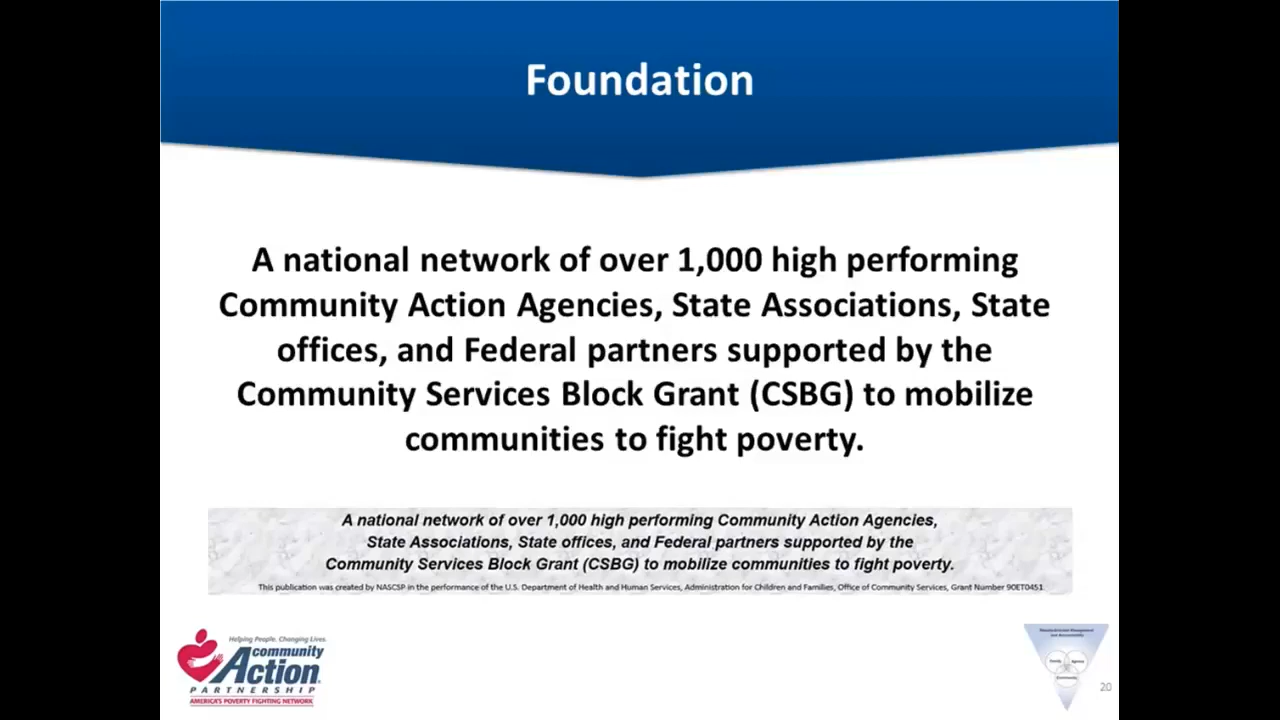 Foundation
A national network of over 1,000 high performing
Community Action Agencies, State Associations, State
offices, and Federal partners supported by the
Community Services Block Grant (CSBG) to mobilize
communities to fight poverty.
A national network of over 1,000 high performing Community Action Agencies,
State Associations, State offices, and Federal partners supported by the
Community Services Block Grant (CSBG) to mobilize communities to fight poverty.
This publication was created by NASCSP in the performance of the U.S. Department of Health and Human Services, Administration for Children and Families, Office of Community Services, Grant Number 90ET0451
Helping People. Changing Lives.
community
Action
PARTNERSHIP
AMERICA'S POVERTY FIGHTING NETWORK
and Accountability
Family
Agency
Community
20